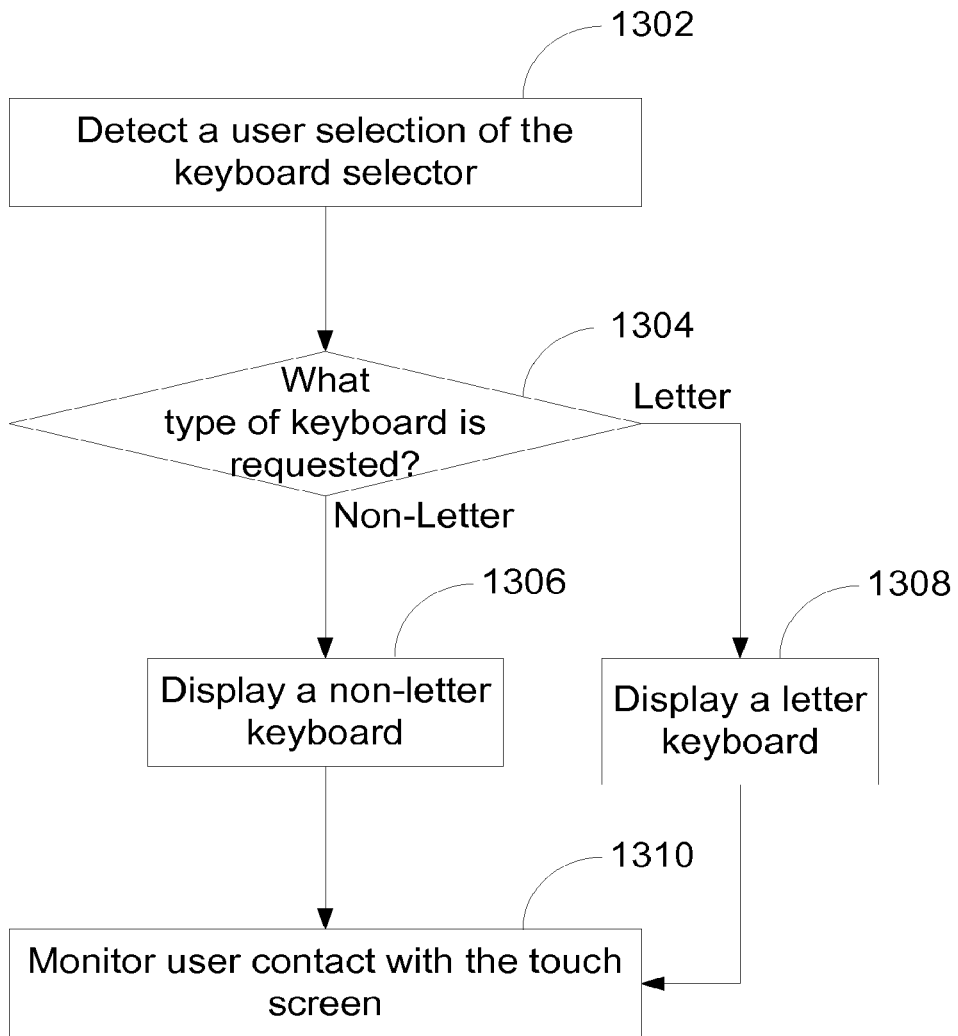 1302
Detect a user selection of the
keyboard selector
1304
What
type of keyboard is
requested?
Letter
Non-Letter
1306
1308
Display a non-letter
keyboard
Display a letter
keyboard
1310
Monitor user contact with the touch
screen